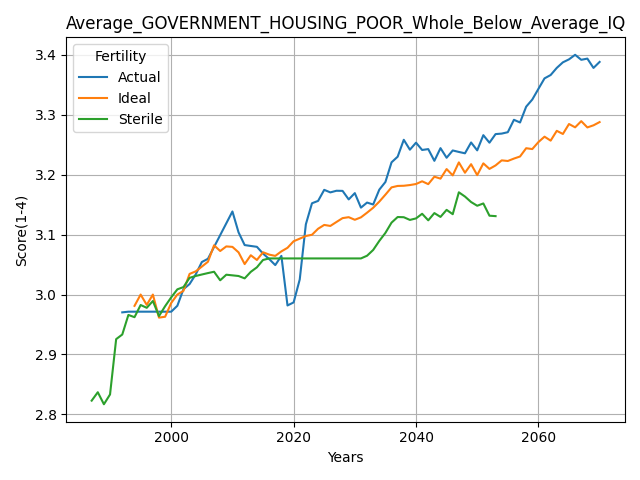 Average_GOVERNMENT_HOUSING_POOR_Whole_Below_Average_IQ
Fertility
Actual
Ideal
Sterile
3.4
3.3
3.2
3.1
3.0
2.9
2.8
Score(1-4)
2000
2020
2040
2060
Years